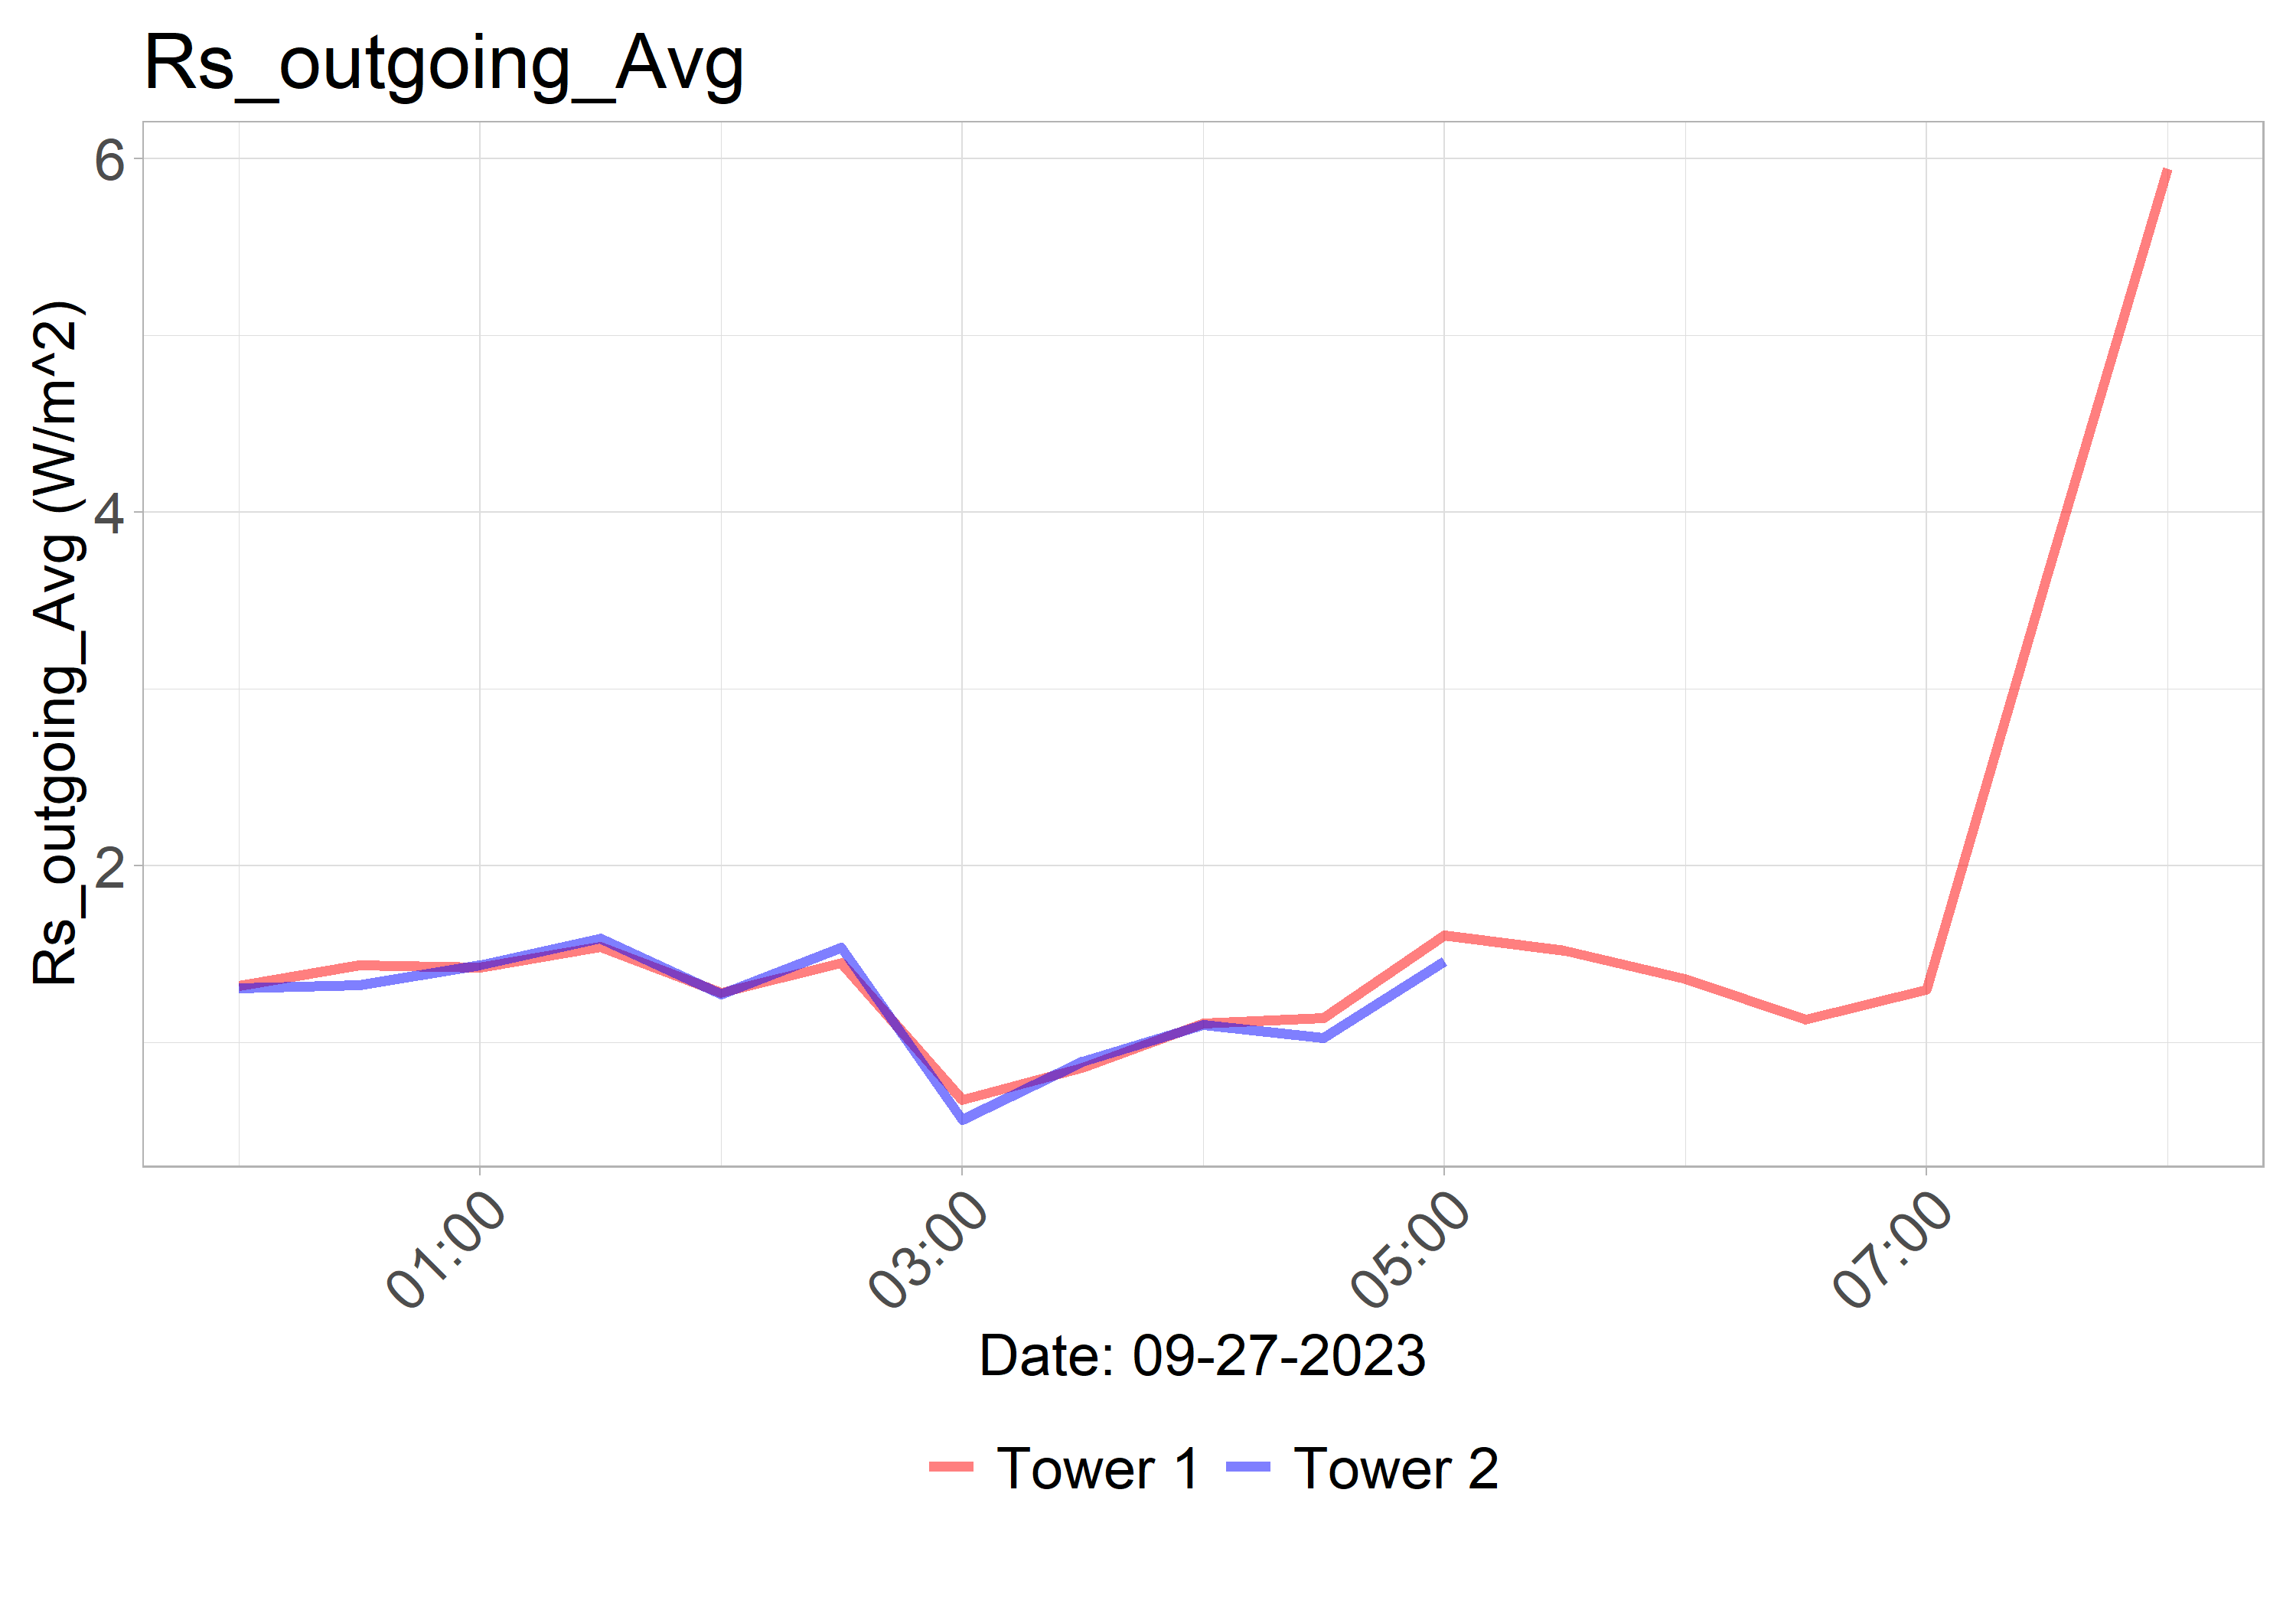 Rs_outgoing_Avg
Rs_outgoing_Avg (W/m^2)
6
4
2
01:00
03:00
05:00
07:00
Date: 09-27-2023
Tower 1
Tower 2